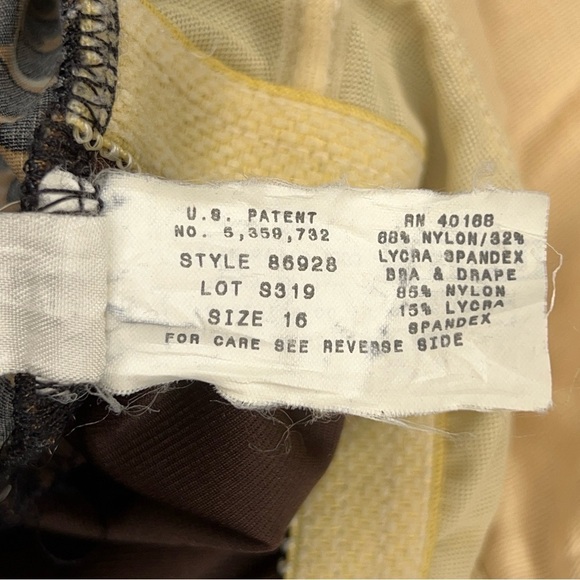 U.S. PATENT
NO. 5,359,732
STYLE 86928
LOT S319
SIZE 16
RN 40168
68% NYLON/32%
LYCRA SPANDEX
BRA & DRAPE
85% NYLON
15% LYCRA
SPANDEX
FOR CARE SEE REVERSE SIDE